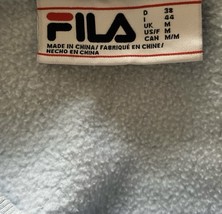 FILA
D 38
I 44
UK M
US/F M
CAN M/M
MADE IN CHINA/ FABRIQUÉ EN CHINE/
HECHO EN CHINA